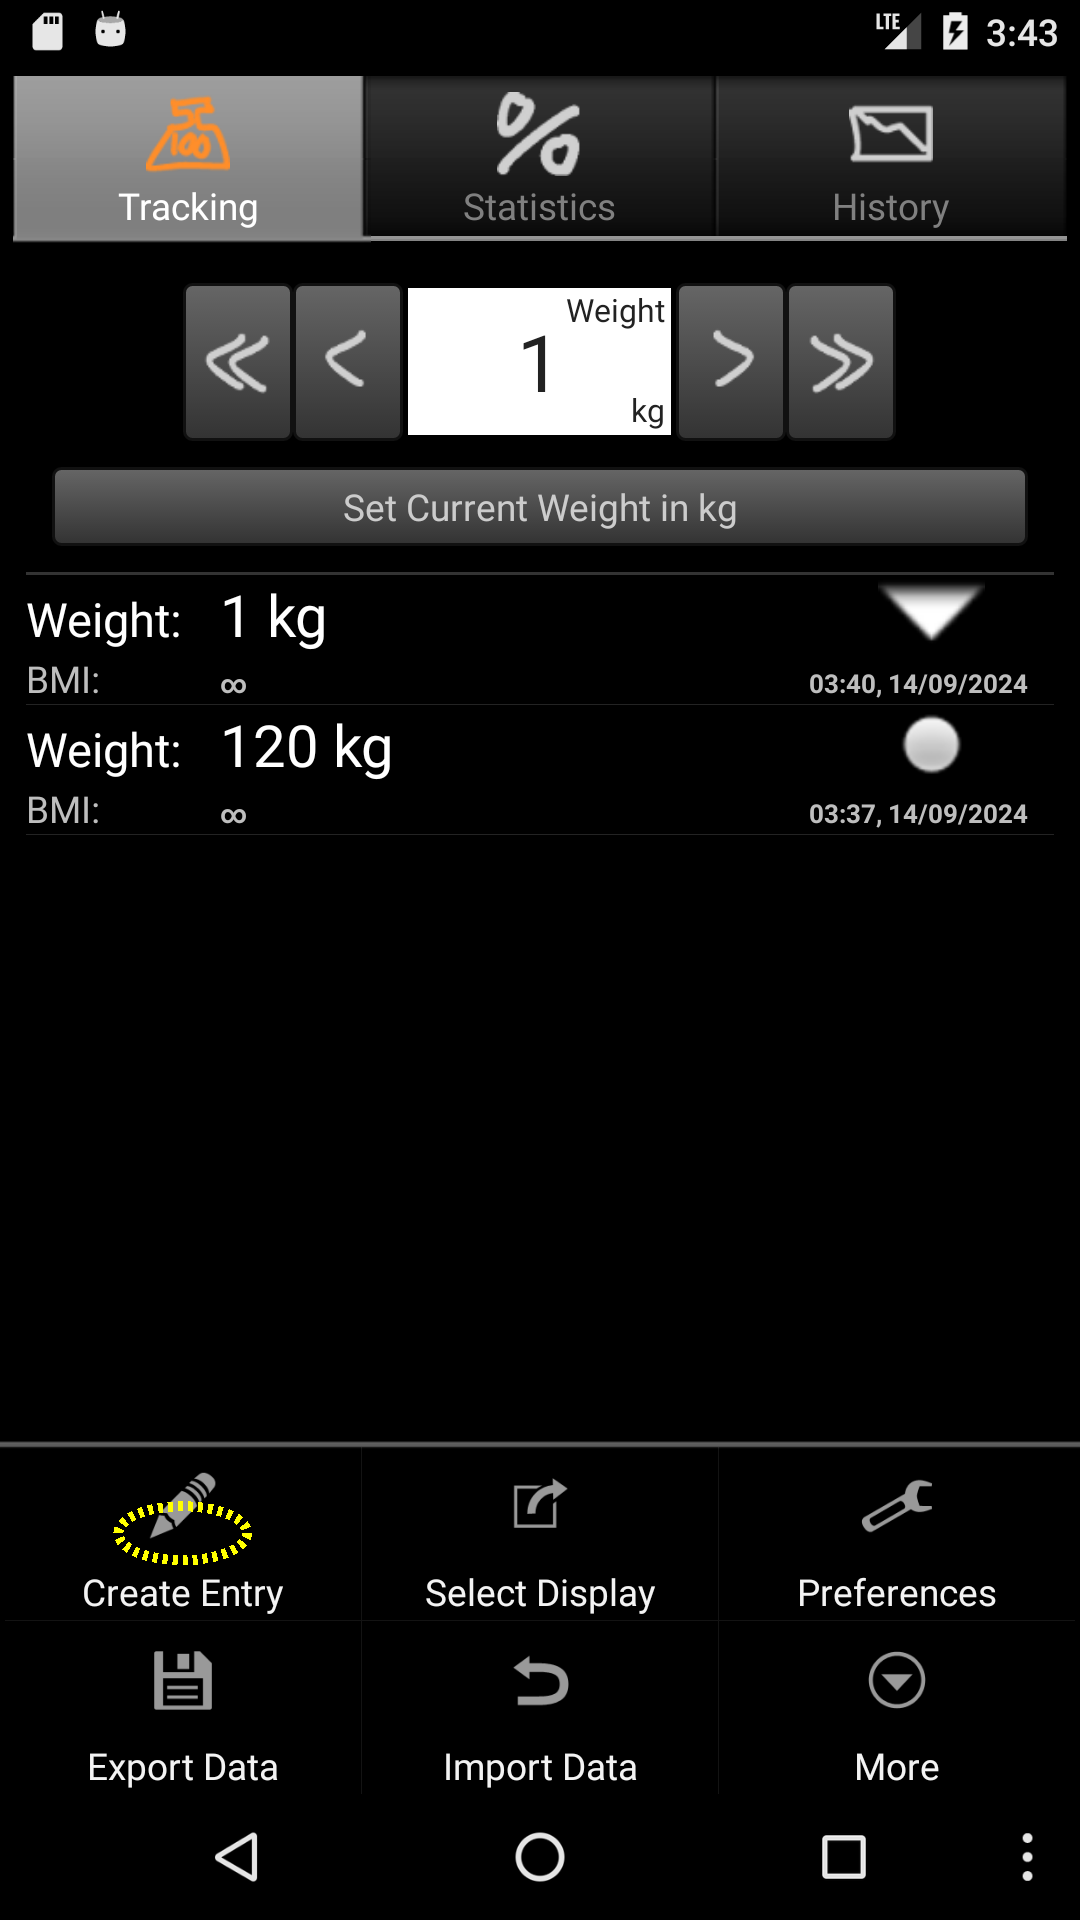 LTE 3:43
100
Tracking
Statistics
History
Weight
1
kg
Set Current Weight in kg
Weight: 1 kg
BMI: ∞ 03:40, 14/09/2024
Weight: 120 kg
BMI: ∞ 03:37, 14/09/2024
Create Entry
Select Display
Preferences
Export Data
Import Data
More